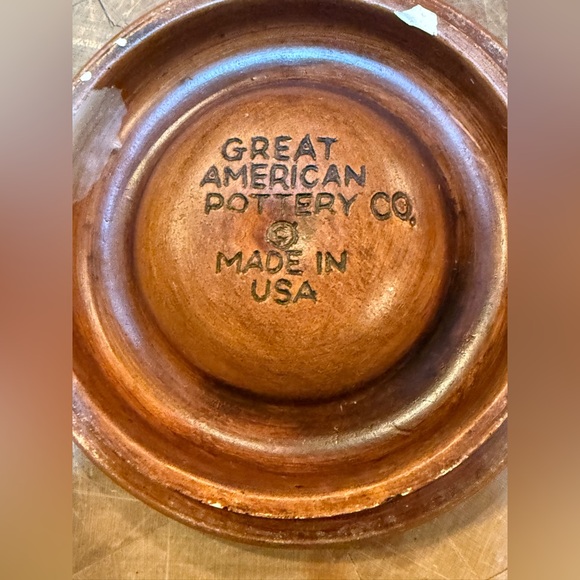 GREAT
AMERICAN
POTTERY CO.
©
MADE IN
USA